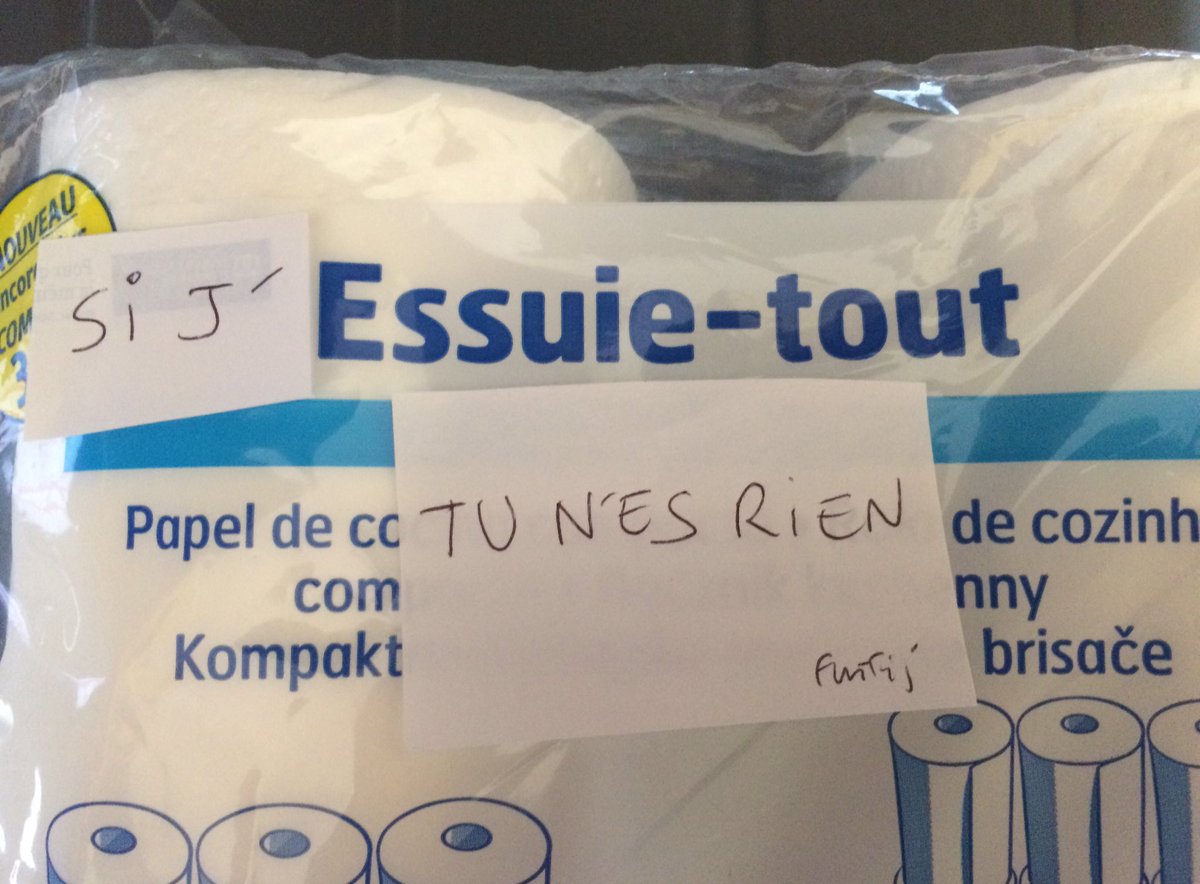 NOUVEAU
SI J' Essuie-tout
Papel de co
de cozinh
TU N'ES RIEN
com
nny
Kompakt
brisače